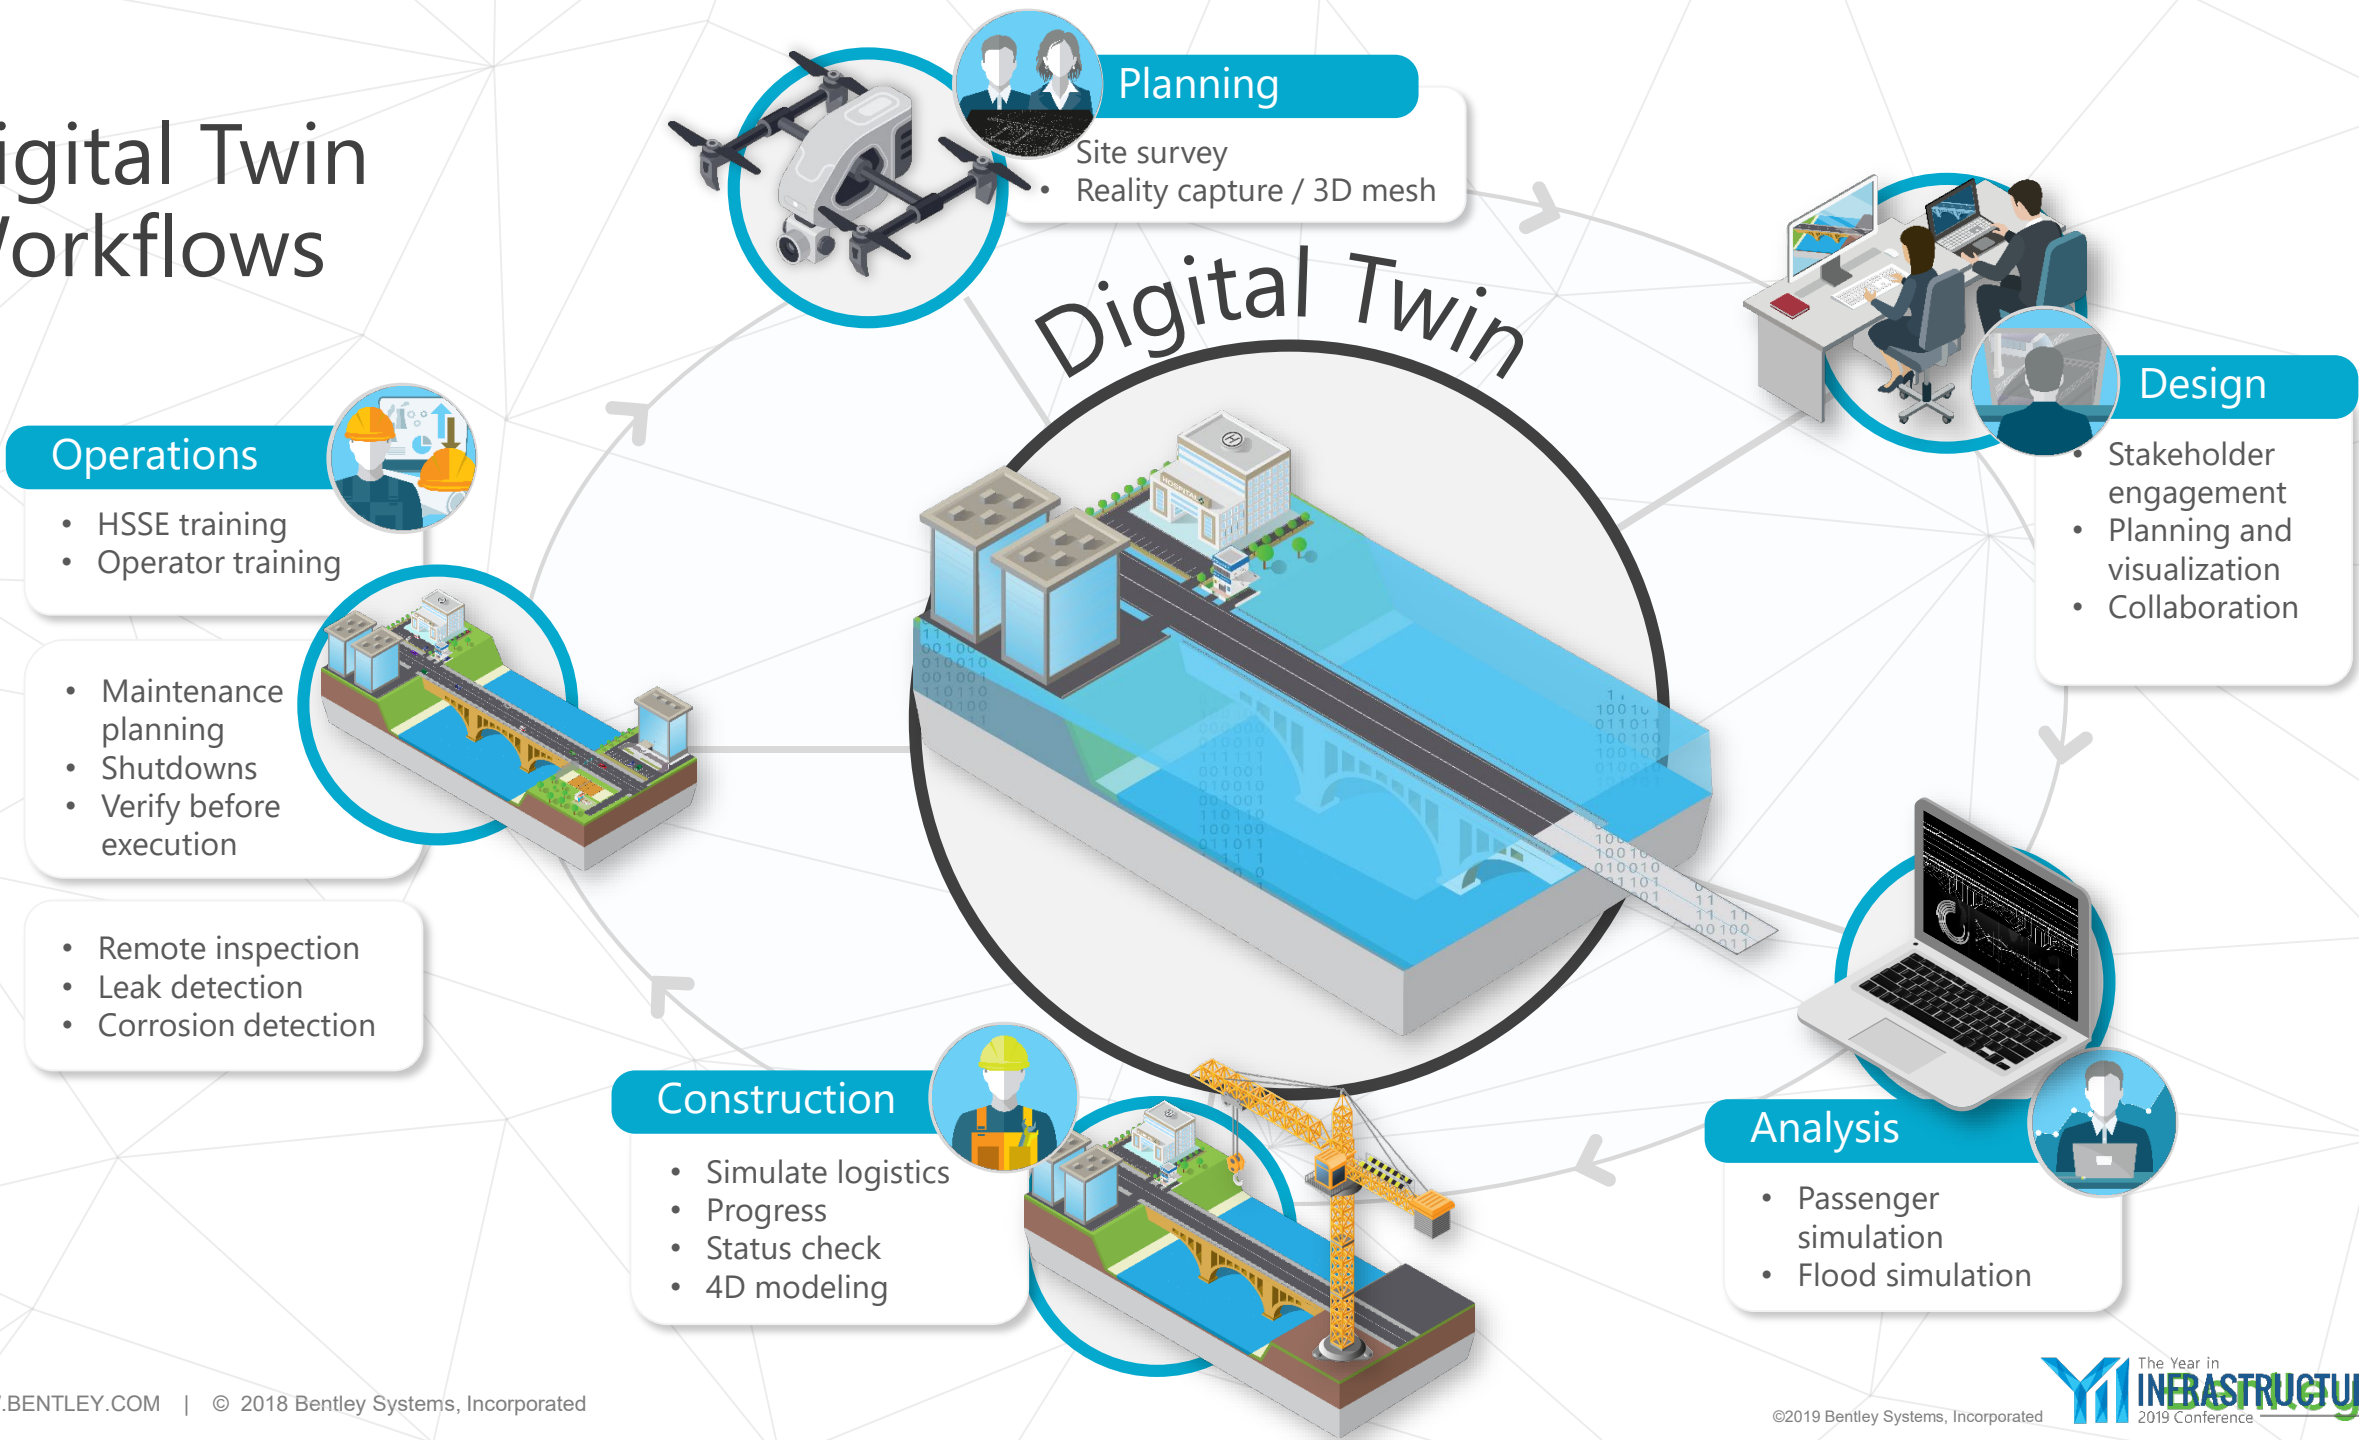 igital Twin
orkflows
Planning
Site survey
• Reality capture / 3D mesh
Digital Twin
Design
• Stakeholder
engagement
• Planning and
visualization
• Collaboration
Operations
• HSSE training
• Operator training
• Maintenance
planning
• Shutdowns
• Verify before
execution
• Remote inspection
• Leak detection
• Corrosion detection
HOSPITAL
Construction
• Simulate logistics
• Progress
• Status check
• 4D modeling
Analysis
• Passenger
simulation
• Flood simulation
.BENTLEY.COM | © 2018 Bentley Systems, Incorporated
©2019 Bentley Systems, Incorporated
The Year in
INFRASTRUCTU
Bentley
2019 Conference